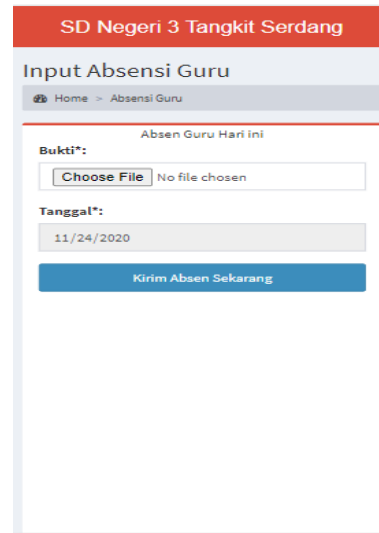 SD Negeri 3 Tangkit Serdang
Input Absensi Guru
Home > Absensi Guru
Absen Guru Hari ini
Bukti*:
Choose File No file chosen
Tanggal*:
11/24/2020
Kirim Absen Sekarang